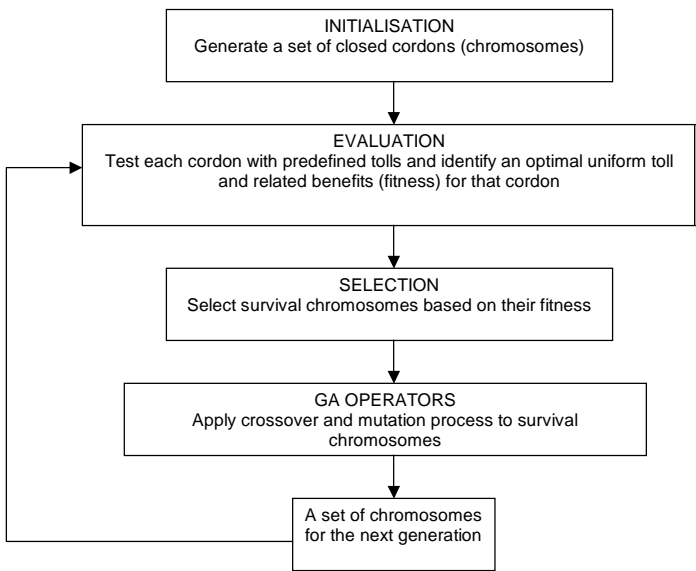 INITIALISATION
Generate a set of closed cordons (chromosomes)
EVALUATION
Test each cordon with predefined tolls and identify an optimal uniform toll
and related benefits (fitness) for that cordon
SELECTION
Select survival chromosomes based on their fitness
GA OPERATORS
Apply crossover and mutation process to survival
chromosomes
A set of chromosomes
for the next generation